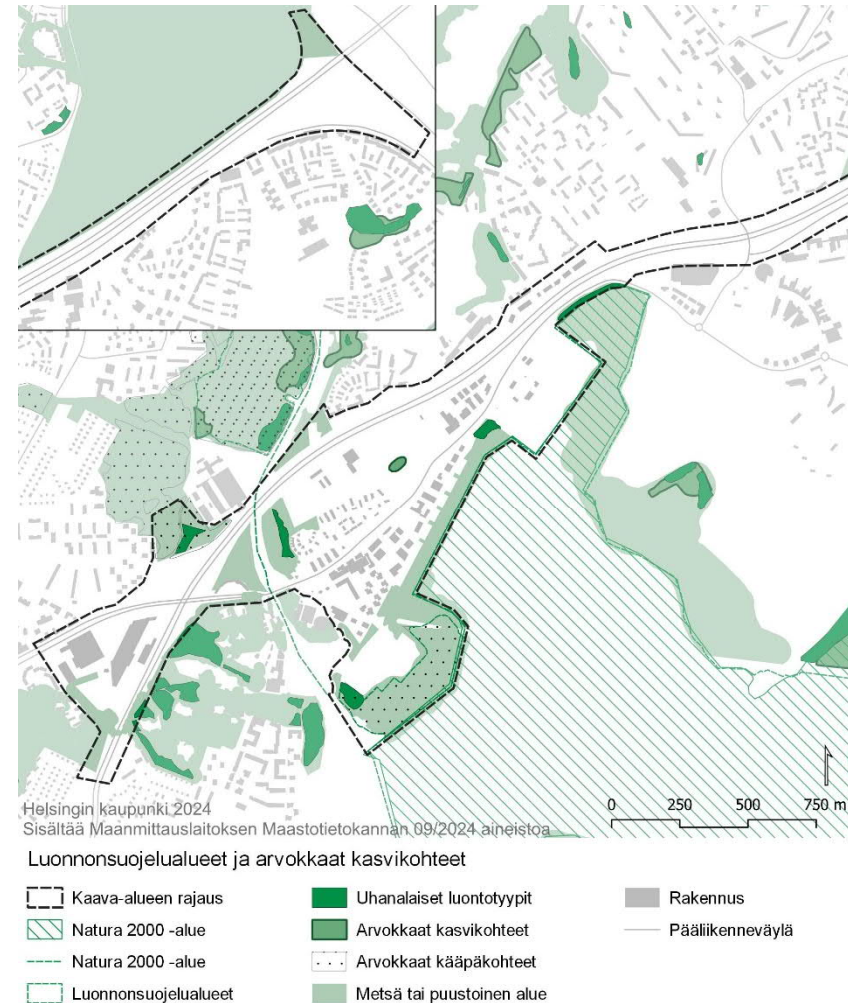 Helsingin kaupunki 2024
Sisältää Maanmittauslaitoksen Maastotietokannan 09/2024 aineistoa
0 250 500 750 m
Luonnonsuojelualueet ja arvokkaat kasvikohteet
Kaava-alueen rajaus
Natura 2000 -alue
Natura 2000 -alue
Luonnonsuojelualueet
Uhanalaiset luontotyypit
Arvokkaat kasvikohteet
Arvokkaat kääpäkohteet
Metsä tai puustoinen alue
Rakennus
Pääliikenneväylä